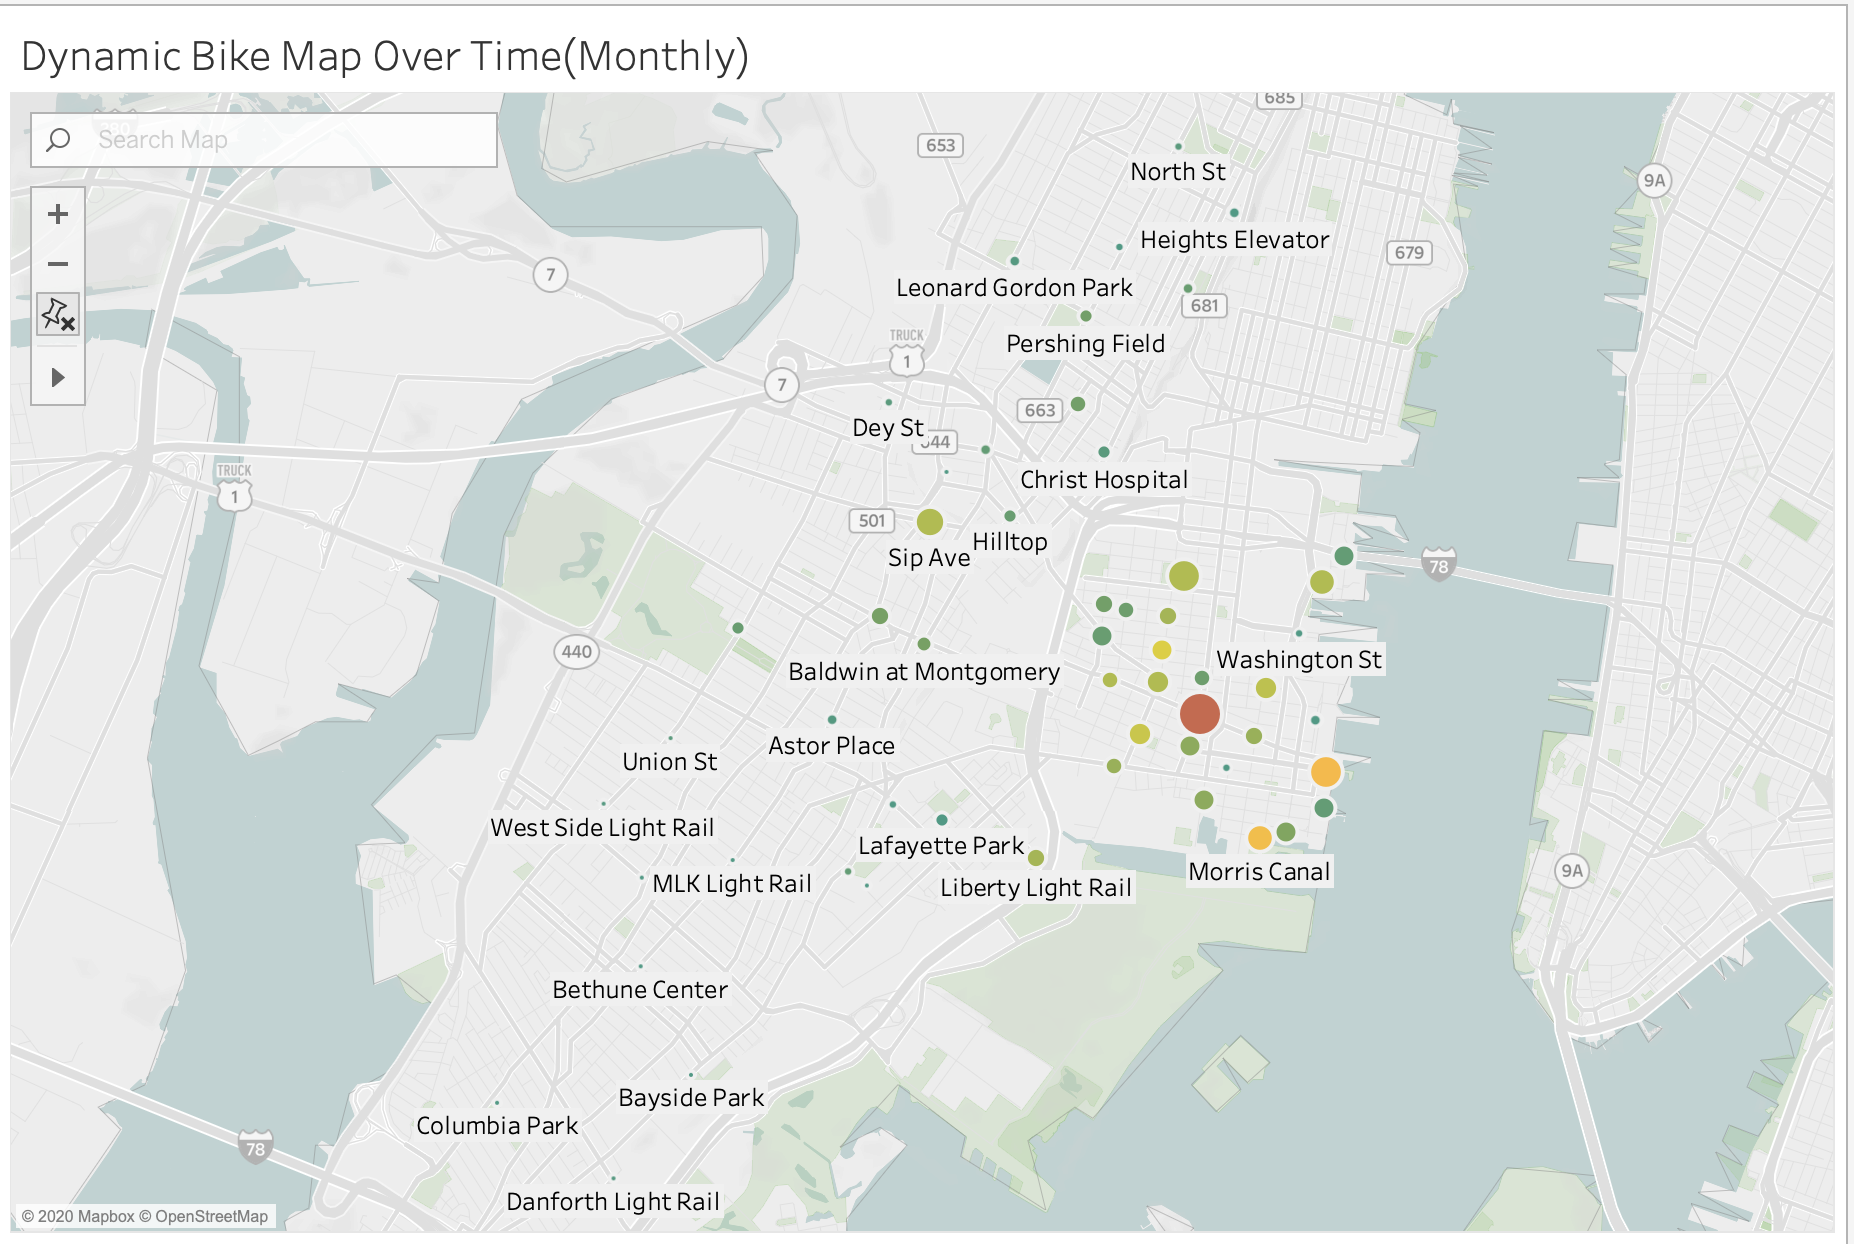 Dynamic Bike Map Over Time(Monthly)
Search Map
685
653
North St
9A
Heights Elevator
679
7
Leonard Gordon Park
681
Pershing Field
TRUCK
1
7
663
Dey St
Christ Hospital
TRUCK
1
501
Hilltop
Sip Ave
78
440
Washington St
Baldwin at Montgomery
Astor Place
Union St
West Side Light Rail
Lafayette Park
Morris Canal
9A
MLK Light Rail
Liberty Light Rail
Bethune Center
Bayside Park
Columbia Park
78
Danforth Light Rail
© 2020 Mapbox © OpenStreetMap